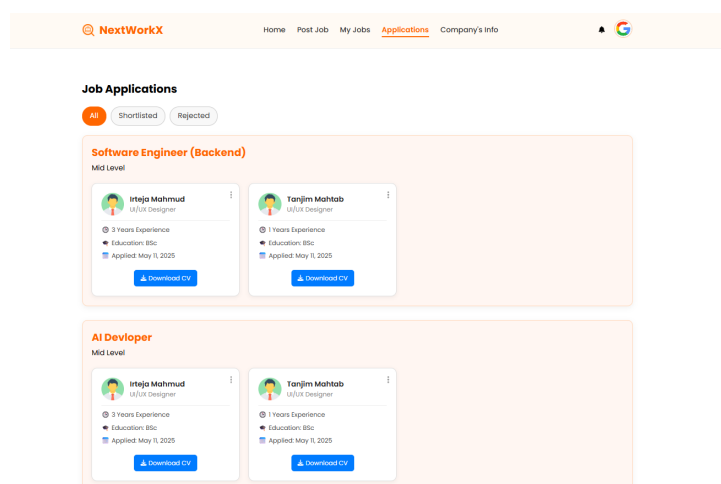 NextWorkX
Home Post Job My Jobs Applications Company's Info
Job Applications
All Shortlisted Rejected
Software Engineer (Backend)
Mid Level
Irteja Mahmud
UI/UX Designer
3 Years Experience
Education: BSc
Applied: May 11, 2025
Download CV
Tanjim Mahtab
UI/UX Designer
1 Years Experience
Education: BSc
Applied: May 11, 2025
Download CV
AI Devloper
Mid Level
Irteja Mahmud
UI/UX Designer
3 Years Experience
Education: BSc
Applied: May 11, 2025
Download CV
Tanjim Mahtab
UI/UX Designer
1 Years Experience
Education: BSc
Applied: May 11, 2025
Download CV